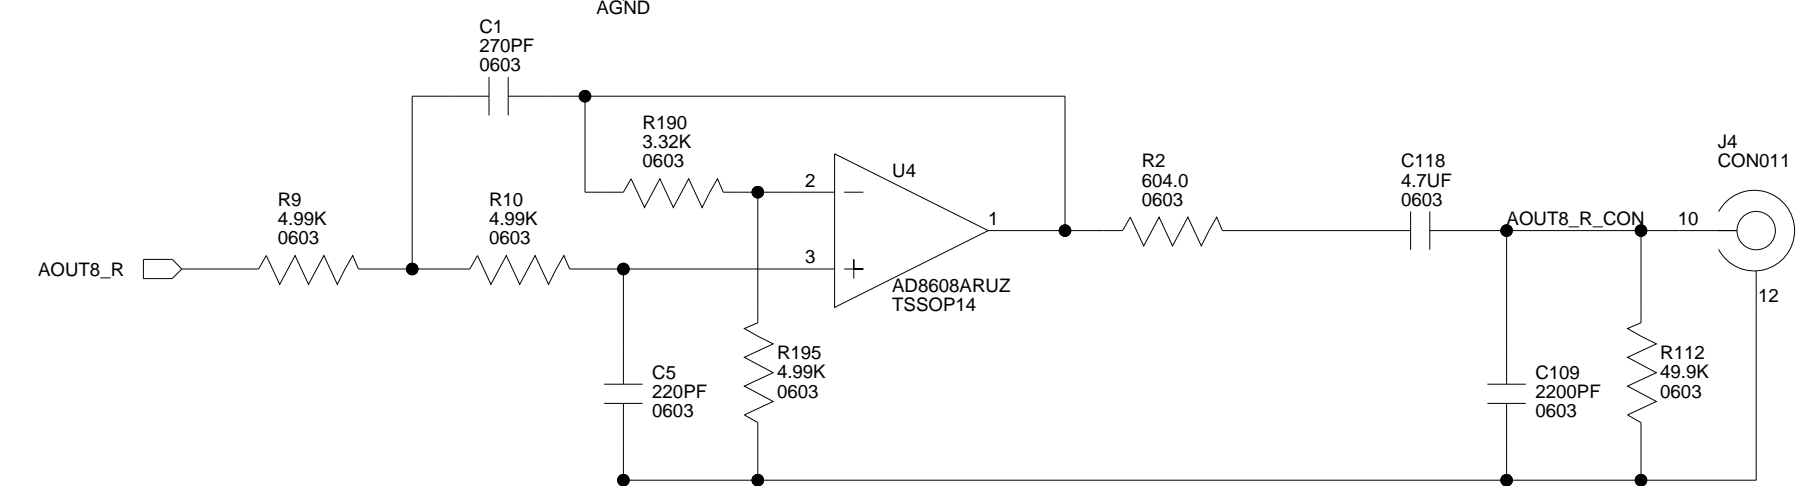 AGND
C1
270PF
0603
R190
3.32K
0603
R9
4.99K
0603
R10
4.99K
0603
AOUT8_R
2
3
U4
1
AD8608ARUZ
TSSOP14
R2
604.0
0603
C118
4.7UF
0603
AOUT8_R_CON
10
J4
CON011
12
C5
220PF
0603
R195
4.99K
0603
C109
2200PF
0603
R112
49.9K
0603